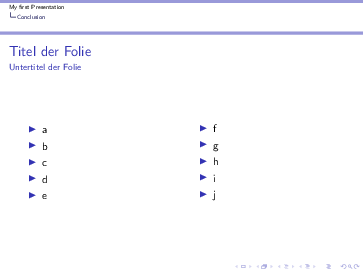 My first Presentation
Conclusion
Titel der Folie
Untertitel der Folie
a
b
c
d
e
f
g
h
i
j